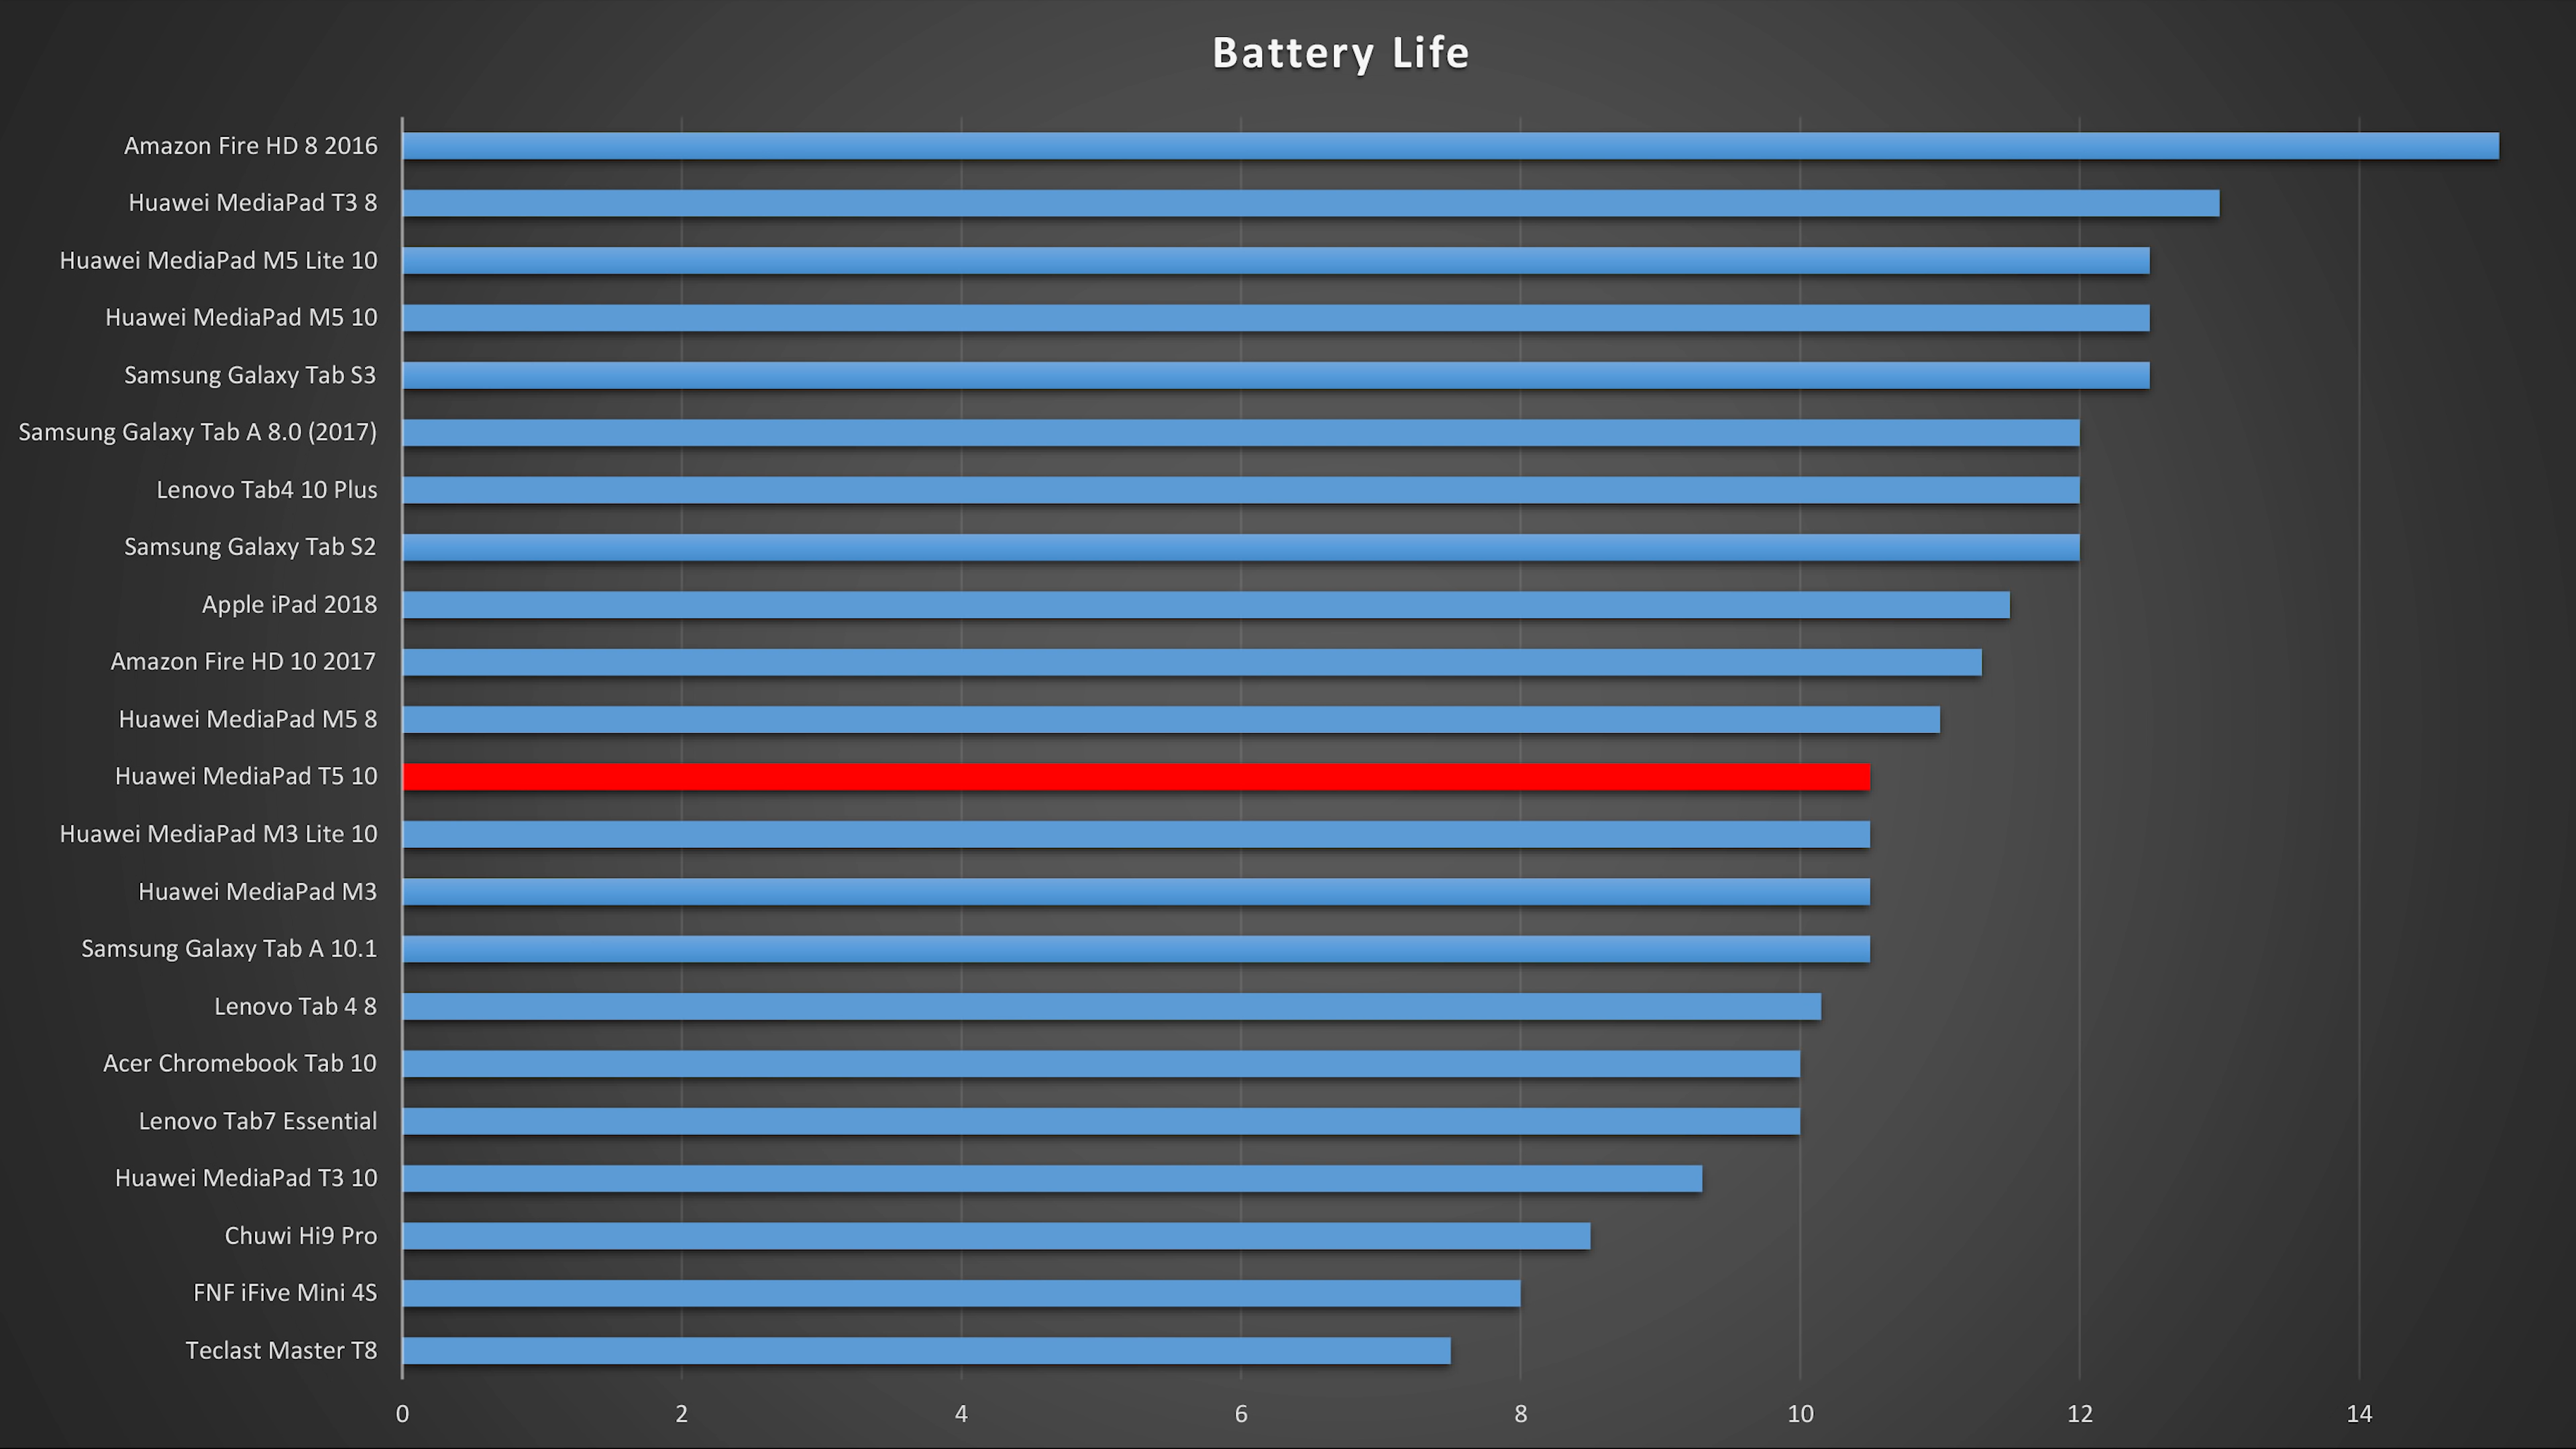 Battery Life
Amazon Fire HD 8 2016
Huawei MediaPad T3 8
Huawei MediaPad M5 Lite 10
Huawei MediaPad M5 10
Samsung Galaxy Tab S3
Samsung Galaxy Tab A 8.0 (2017)
Lenovo Tab4 10 Plus
Samsung Galaxy Tab S2
Apple iPad 2018
Amazon Fire HD 10 2017
Huawei MediaPad M5 8
Huawei MediaPad T5 10
Huawei MediaPad M3 Lite 10
Huawei MediaPad M3
Samsung Galaxy Tab A 10.1
Lenovo Tab 4 8
Acer Chromebook Tab 10
Lenovo Tab7 Essential
Huawei MediaPad T3 10
Chuwi Hi9 Pro
FNF iFive Mini 4S
Teclast Master T8
0 2 4 6 8 10 12 14